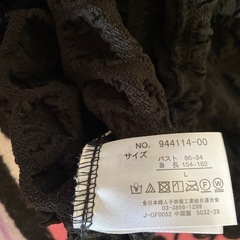 NO. 944114-00
サイズ
バスト 86-94
身長 154-162
L
全日本婦人子供服工業組合連合会
03-3866-1298
J-GF0052 中国製 5G32-28